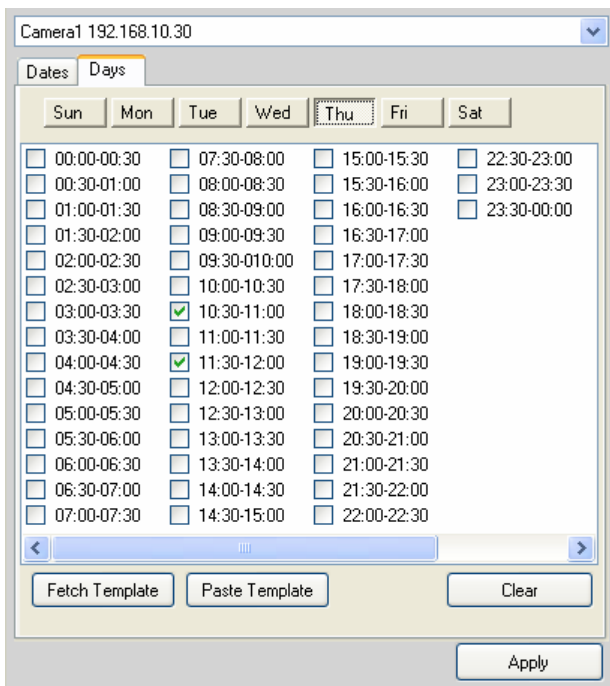 Camera1 192.168.10.30
Dates Days
Sun Mon Tue Wed Thu Fri Sat
00:00-00:30 07:30-08:00 15:00-15:30 22:30-23:00
00:30-01:00 08:00-08:30 15:30-16:00 23:00-23:30
01:00-01:30 08:30-09:00 16:00-16:30 23:30-00:00
01:30-02:00 09:00-09:30 16:30-17:00
02:00-02:30 09:30-010:00 17:00-17:30
02:30-03:00 10:00-10:30 17:30-18:00
03:00-03:30 10:30-11:00 18:00-18:30
03:30-04:00 11:00-11:30 18:30-19:00
04:00-04:30 11:30-12:00 19:00-19:30
04:30-05:00 12:00-12:30 19:30-20:00
05:00-05:30 12:30-13:00 20:00-20:30
05:30-06:00 13:00-13:30 20:30-21:00
06:00-06:30 13:30-14:00 21:00-21:30
06:30-07:00 14:00-14:30 21:30-22:00
07:00-07:30 14:30-15:00 22:00-22:30
Fetch Template Paste Template Clear
Apply